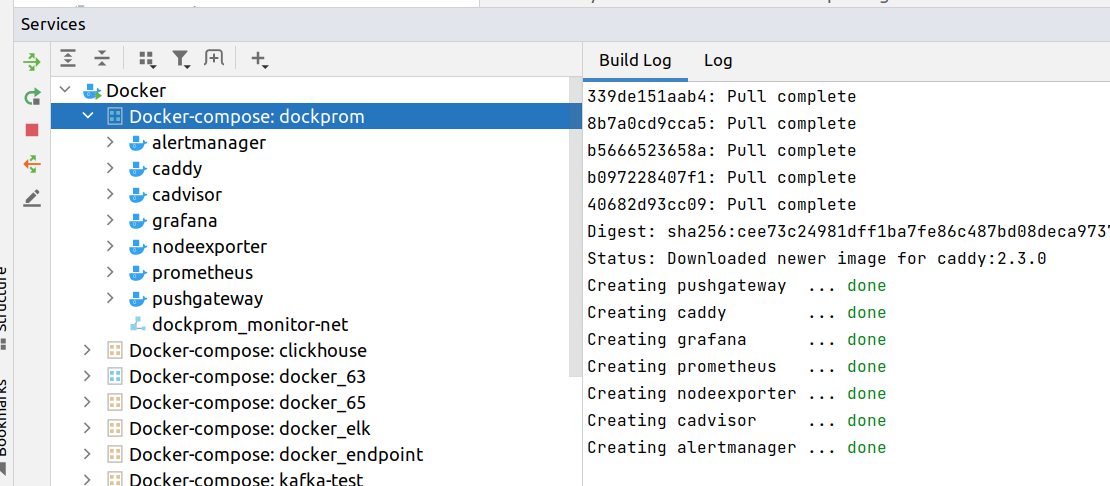 Services
Build Log
Log
Docker
Docker-compose: dockprom
alertmanager
caddy
cadvisor
grafana
nodeexporter
prometheus
pushgateway
dockprom_monitor-net
Docker-compose: clickhouse
Docker-compose: docker_63
Docker-compose: docker_65
Docker-compose: docker_elk
Docker-compose: docker_endpoint
Docker-compose: kafka-test
339de151aab4: Pull complete
8b7a0cd9cca5: Pull complete
b5666523658a: Pull complete
b097228407f1: Pull complete
40682d93cc09: Pull complete
Digest: sha256:cee73c24981dff1ba7fe86c487bd08deca9737
Status: Downloaded newer image for caddy:2.3.0
Creating pushgateway ... done
Creating caddy ... done
Creating grafana ... done
Creating prometheus ... done
Creating nodeexporter ... done
Creating cadvisor ... done
Creating alertmanager ... done
Structure
Bookmarks